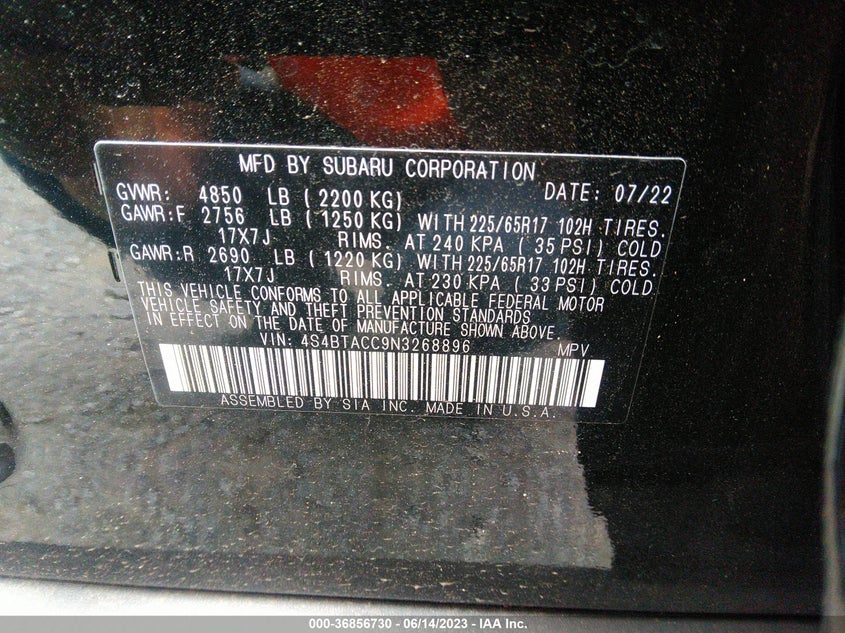 MFD BY SUBARU CORPORATION DATE: 07/22
GVWR: 4850 LB (2200 KG)
GAWR:F 2756 LB (1250 KG) WITH 225/65R17 102H TIRES.
17X7J RIMS. AT 240 KPA ( 35 PSI) COLD
GAWR:R 2690 LB (1220 KG) WITH 225/65R17 102H TIRES.
17X7J RIMS. AT 230 KPA ( 33 PSI) COLD
THIS VEHICLE CONFORMS TO ALL APPLICABLE FEDERAL MOTOR
VEHICLE SAFETY AND THEFT PREVENTION STANDARDS
IN EFFECT ON THE DATE OF MANUFACTURE SHOWN ABOVE.
VIN: 4S4BTACC9N3268896 MPV
ASSEMBLED BY SIA INC. MADE IN U.S.A.
000-36856730 - 06/14/2023 - IAA Inc.